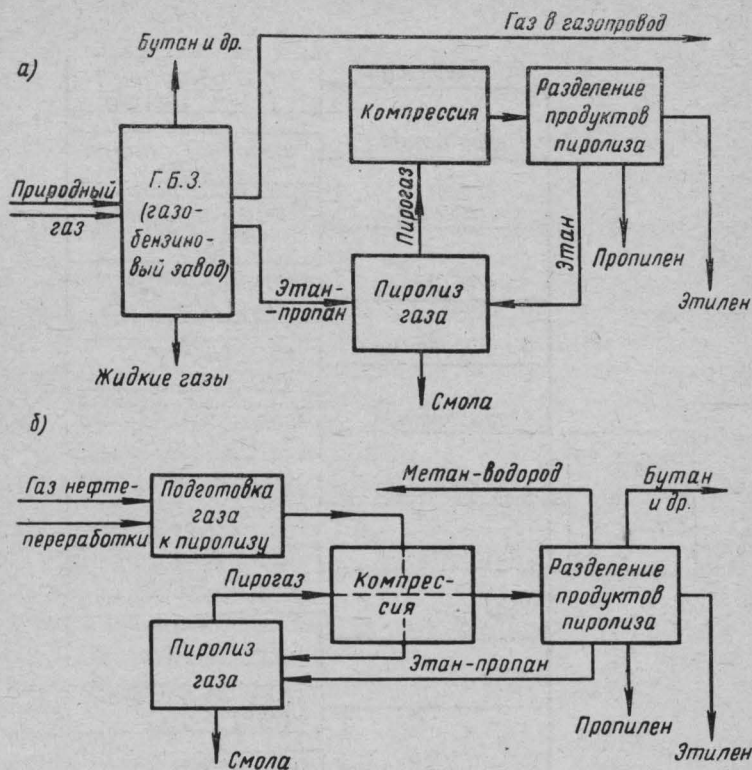 Газ в газопровод
Бутан и др.
а)
Компрессия
Разделение
продуктов
пиролиза
Природный
газ
Г.Б.З.
(газо-
бензино-
вый завод)
Пирогаз
Этан
Пропилен
Этилен
Этан-
-пропан
Пиролиз
газа
Жидкие газы
Смола
б)
Метан-водород
Бутан
и др.
Газ нефте-
переработки
Подготовка
газа
к пиролизу
Пирогаз
Компрес-
сия
Разделение
продуктов
пиролиза
Пиролиз
газа
Этан-пропан
Пропилен
Этилен
Смола